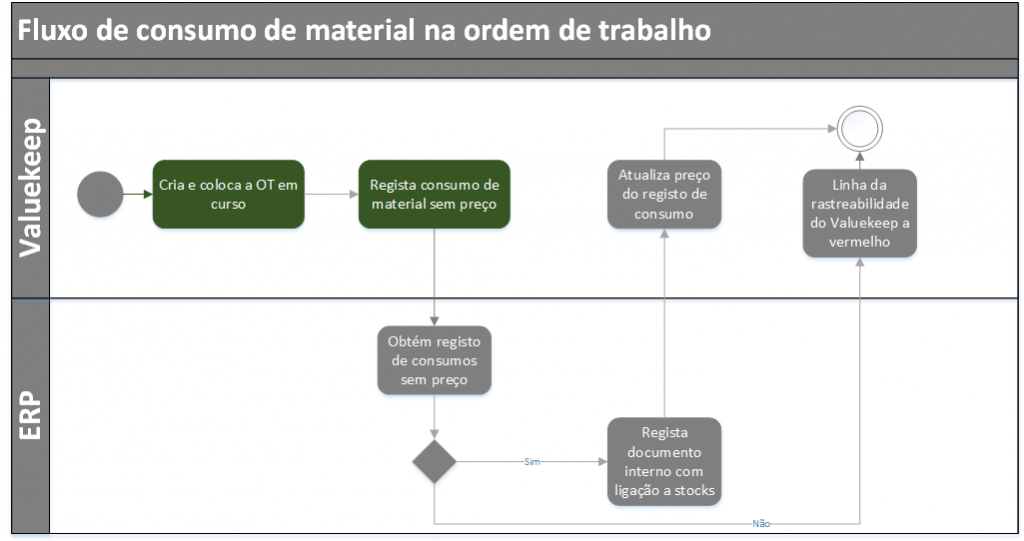 Fluxo de consumo de material na ordem de trabalho
Valuekeep
Cria e coloca a OT em
curso
Regista consumo de
material sem preço
Atualiza preço
do registo de
consumo
Linha da
rastreabilidade
do Valuekeep a
vermelho
ERP
Obtém registo
de consumos
sem preço
Sim
Regista
documento
interno com
ligação a stocks
Não